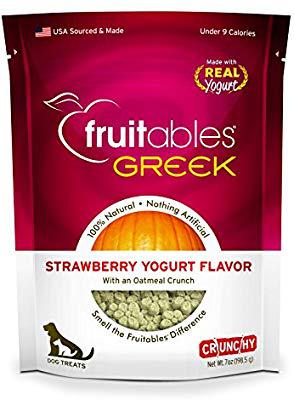 USA Sourced & Made
Under 9 Calories
Made with
REAL
Yogurt
fruitables®
GREEK
100% Natural • Nothing Artificial
STRAWBERRY YOGURT FLAVOR
With an Oatmeal Crunch
Smell the Fruitables Difference
DOG TREATS
CRUNCHY
Net Wt. 7oz (198.5 g)